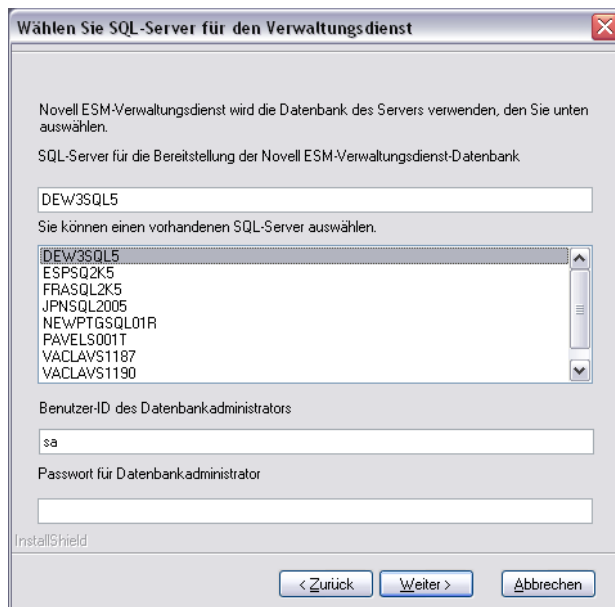 Wählen Sie SQL-Server für den Verwaltungsdienst
Novell ESM-Verwaltungsdienst wird die Datenbank des Servers verwenden, den Sie unten
auswählen.
SQL-Server für die Bereitstellung der Novell ESM-Verwaltungsdienst-Datenbank
DEW3SQL5
Sie können einen vorhandenen SQL-Server auswählen.
DEW3SQL5
ESPSQ2K5
FRASQL2K5
JPNSQL2005
NEWPTGSQL01R
PAVELS001T
VACLAVS1187
VACLAVS1190
Benutzer-ID des Datenbankadministrators
sa
Passwort für Datenbankadministrator
InstallShield
< Zurück Weiter > Abbrechen